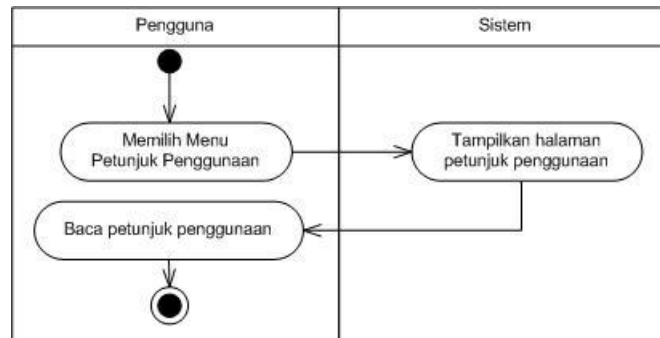 Pengguna
Sistem
Memilih Menu
Petunjuk Penggunaan
Tampilkan halaman
petunjuk penggunaan
Baca petunjuk penggunaan